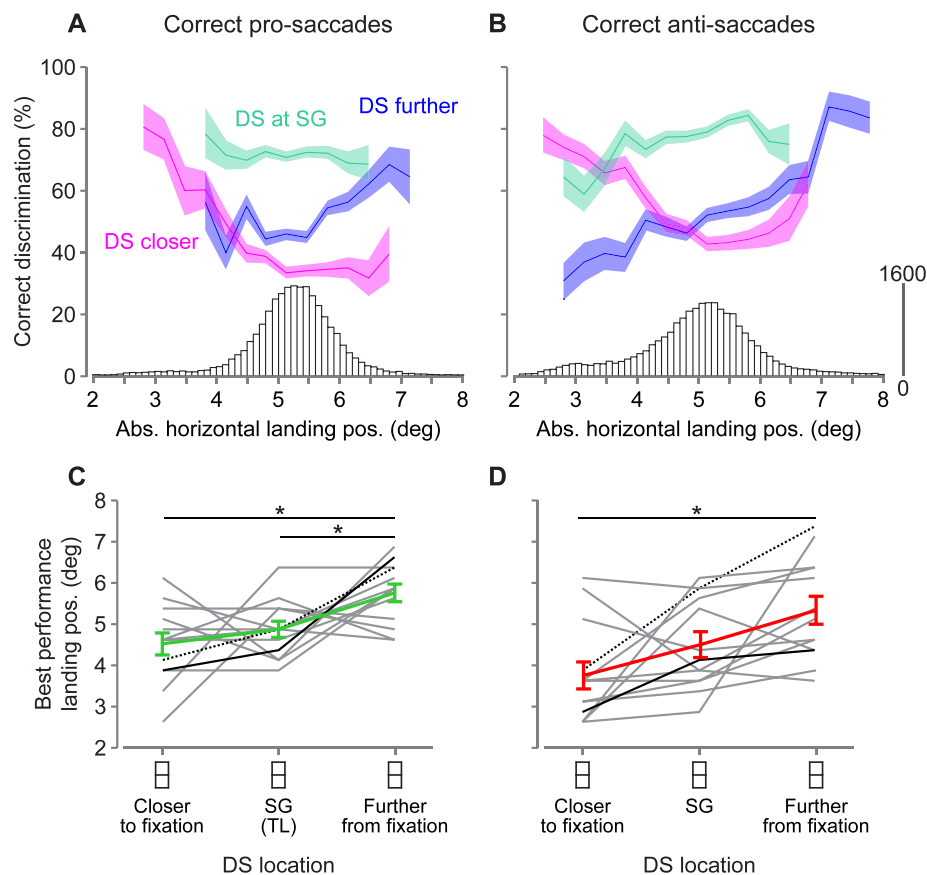 A Correct pro-saccades
B Correct anti-saccades
Correct discrimination (%)
100
80
60
40
20
0
DS at SG
DS further
DS closer
1600
0
2 3 4 5 6 7 8
2 3 4 5 6 7 8
Abs. horizontal landing pos. (deg)
Abs. horizontal landing pos. (deg)
C
D
Best performance
landing pos. (deg)
8
7
6
5
4
3
2
*
*
*
Closer
to fixation
SG
(TL)
Further
from fixation
Closer
to fixation
SG
Further
from fixation
DS location
DS location